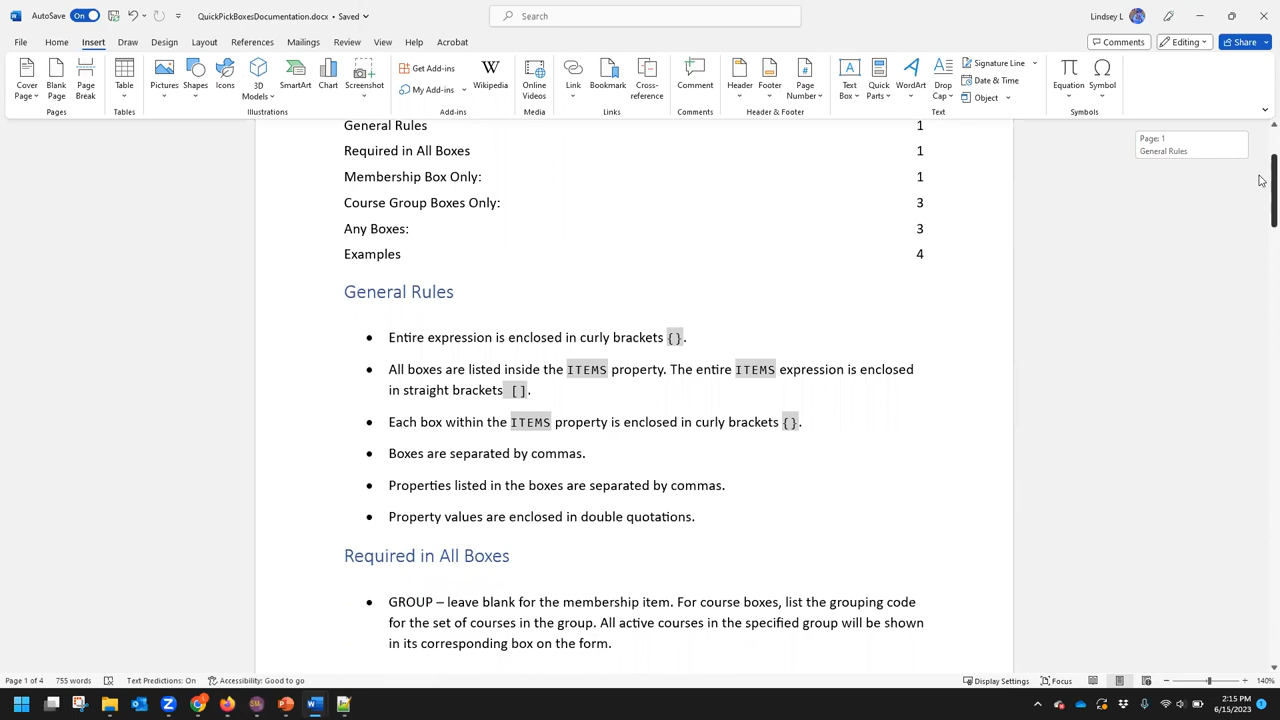 AutoSave On QuickPickBoxesDocumentation.docx • Saved Search Lindsey L
File Home Insert Draw Design Layout References Mailings Review View Help Acrobat Comments Editing Share
Cover Page Blank Page Page Break Table Pictures Shapes Icons 3D Models SmartArt Chart Screenshot Get Add-ins My Add-ins Wikipedia Online Videos Link Bookmark Cross-reference Comment Header Footer Page Number Text Box Quick Parts WordArt Drop Cap Signature Line Date & Time Object Equation Symbol
Pages Tables Illustrations Add-ins Media Links Comments Header & Footer Text Symbols
General Rules 1
Required in All Boxes 1
Membership Box Only: 1
Course Group Boxes Only: 3
Any Boxes: 3
Examples 4
Page: 1
General Rules
General Rules
• Entire expression is enclosed in curly brackets {}.
• All boxes are listed inside the ITEMS property. The entire ITEMS expression is enclosed
in straight brackets [].
• Each box within the ITEMS property is enclosed in curly brackets {}.
• Boxes are separated by commas.
• Properties listed in the boxes are separated by commas.
• Property values are enclosed in double quotations.
Required in All Boxes
• GROUP – leave blank for the membership item. For course boxes, list the grouping code
for the set of courses in the group. All active courses in the specified group will be shown
in its corresponding box on the form.
Page 1 of 4 755 words Text Predictions: On Accessibility: Good to go Display Settings Focus 140%
2:15 PM
6/15/2023